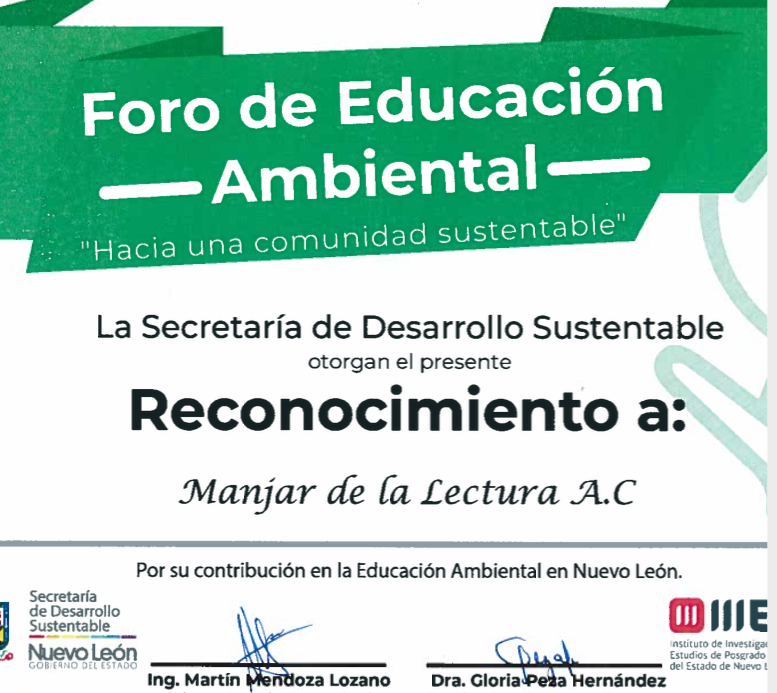 Foro de Educación
Ambiental
"Hacia una comunidad sustentable"
La Secretaría de Desarrollo Sustentable
otorgan el presente
Reconocimiento a:
Manjar de la Lectura A.C
Por su contribución en la Educación Ambiental en Nuevo León.
Secretaría
de Desarrollo
Sustentable
Nuevo León
GOBIERNO DEL ESTADO
Ing. Martín Mendoza Lozano
Dra. Gloria Peza Hernández
Instituto de
Estudios de Posgrado
del Estado de Nuevo